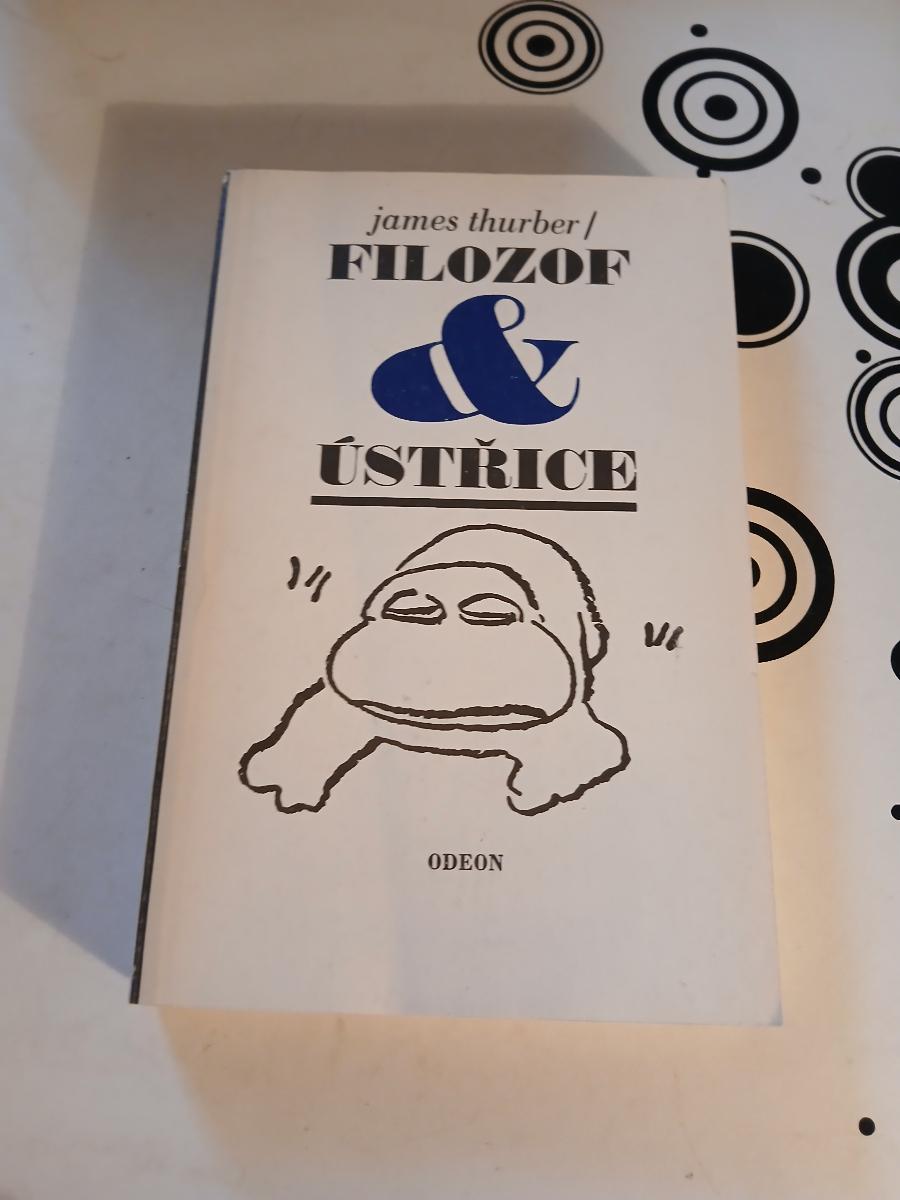 james thurber/
FILOZOF
&
ÚSTŘICE
ODEON